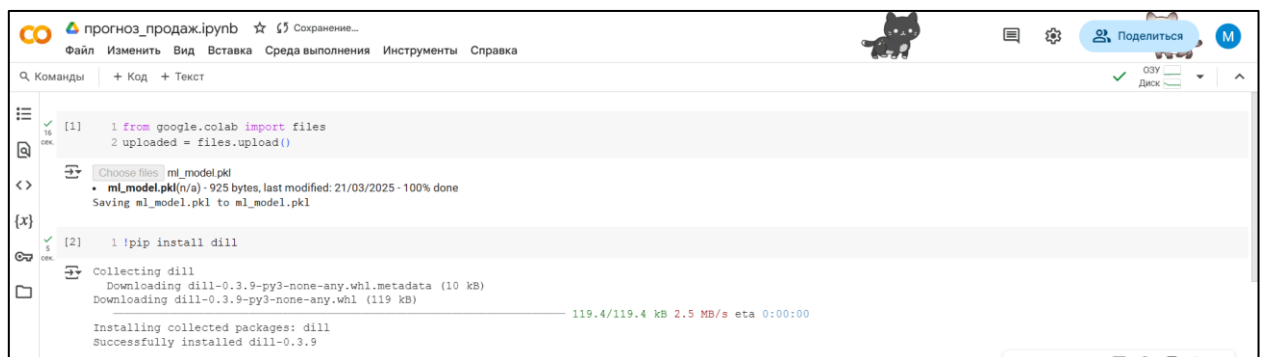 прогноз_продаж.ipynb Сохранение...
Поделиться M
Файл Изменить Вид Вставка Среда выполнения Инструменты Справка
Команды + Код + Текст
ОЗУ
Диск
[1] 1 from google.colab import files
16 сек. 2 uploaded = files.upload()
Choose files ml_model.pkl
• ml_model.pkl(n/a) - 925 bytes, last modified: 21/03/2025 - 100% done
Saving ml_model.pkl to ml_model.pkl
{x}
[2] 1 !pip install dill
5 сек.
Collecting dill
Downloading dill-0.3.9-py3-none-any.whl.metadata (10 kB)
Downloading dill-0.3.9-py3-none-any.whl (119 kB)
119.4/119.4 kB 2.5 MB/s eta 0:00:00
Installing collected packages: dill
Successfully installed dill-0.3.9